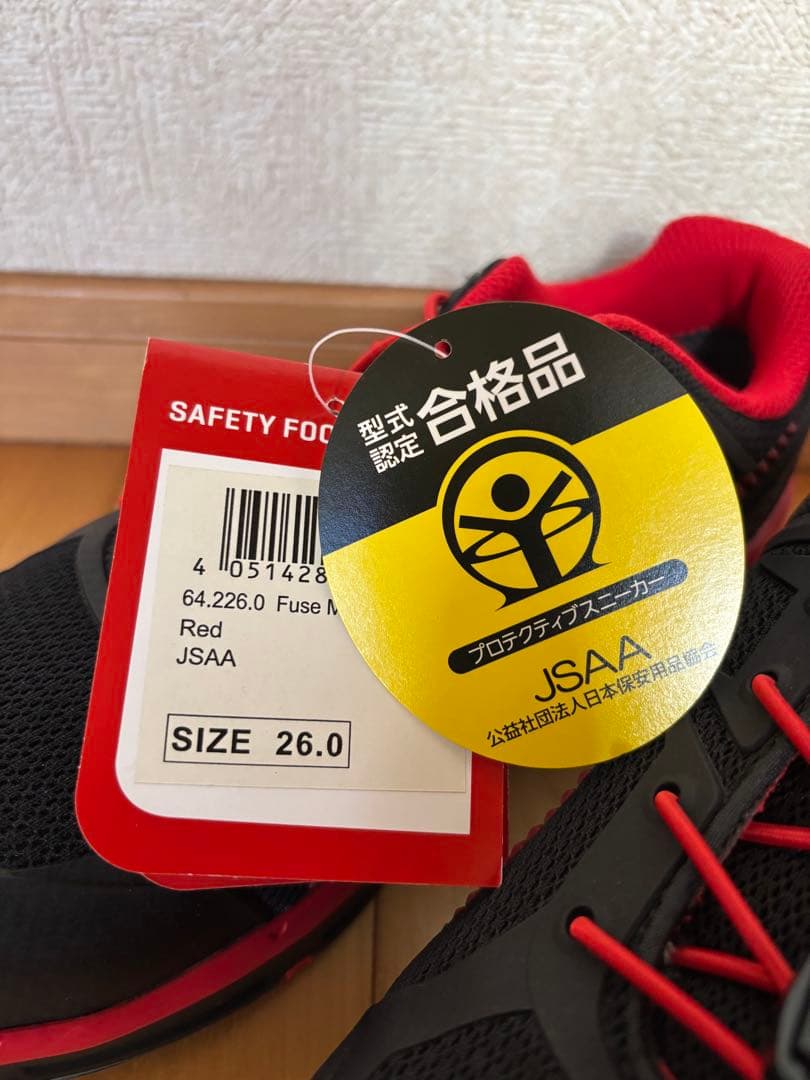 SAFETY
4 051428
64.226.0 Fuse
Red
JSAA
SIZE 26.0
型式
認定
合格品
プロテクティブスニーカー
JSAA
公益社団法人日本保安用品協会